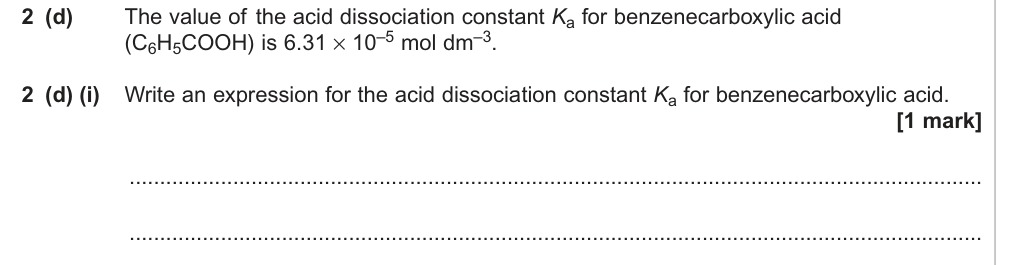 2 (d) The value of the acid dissociation constant Kₐ for benzenecarboxylic acid
(C₆H₅COOH) is 6.31 × 10⁻⁵ mol dm⁻³.
2 (d) (i) Write an expression for the acid dissociation constant Kₐ for benzenecarboxylic acid.
[1 mark]